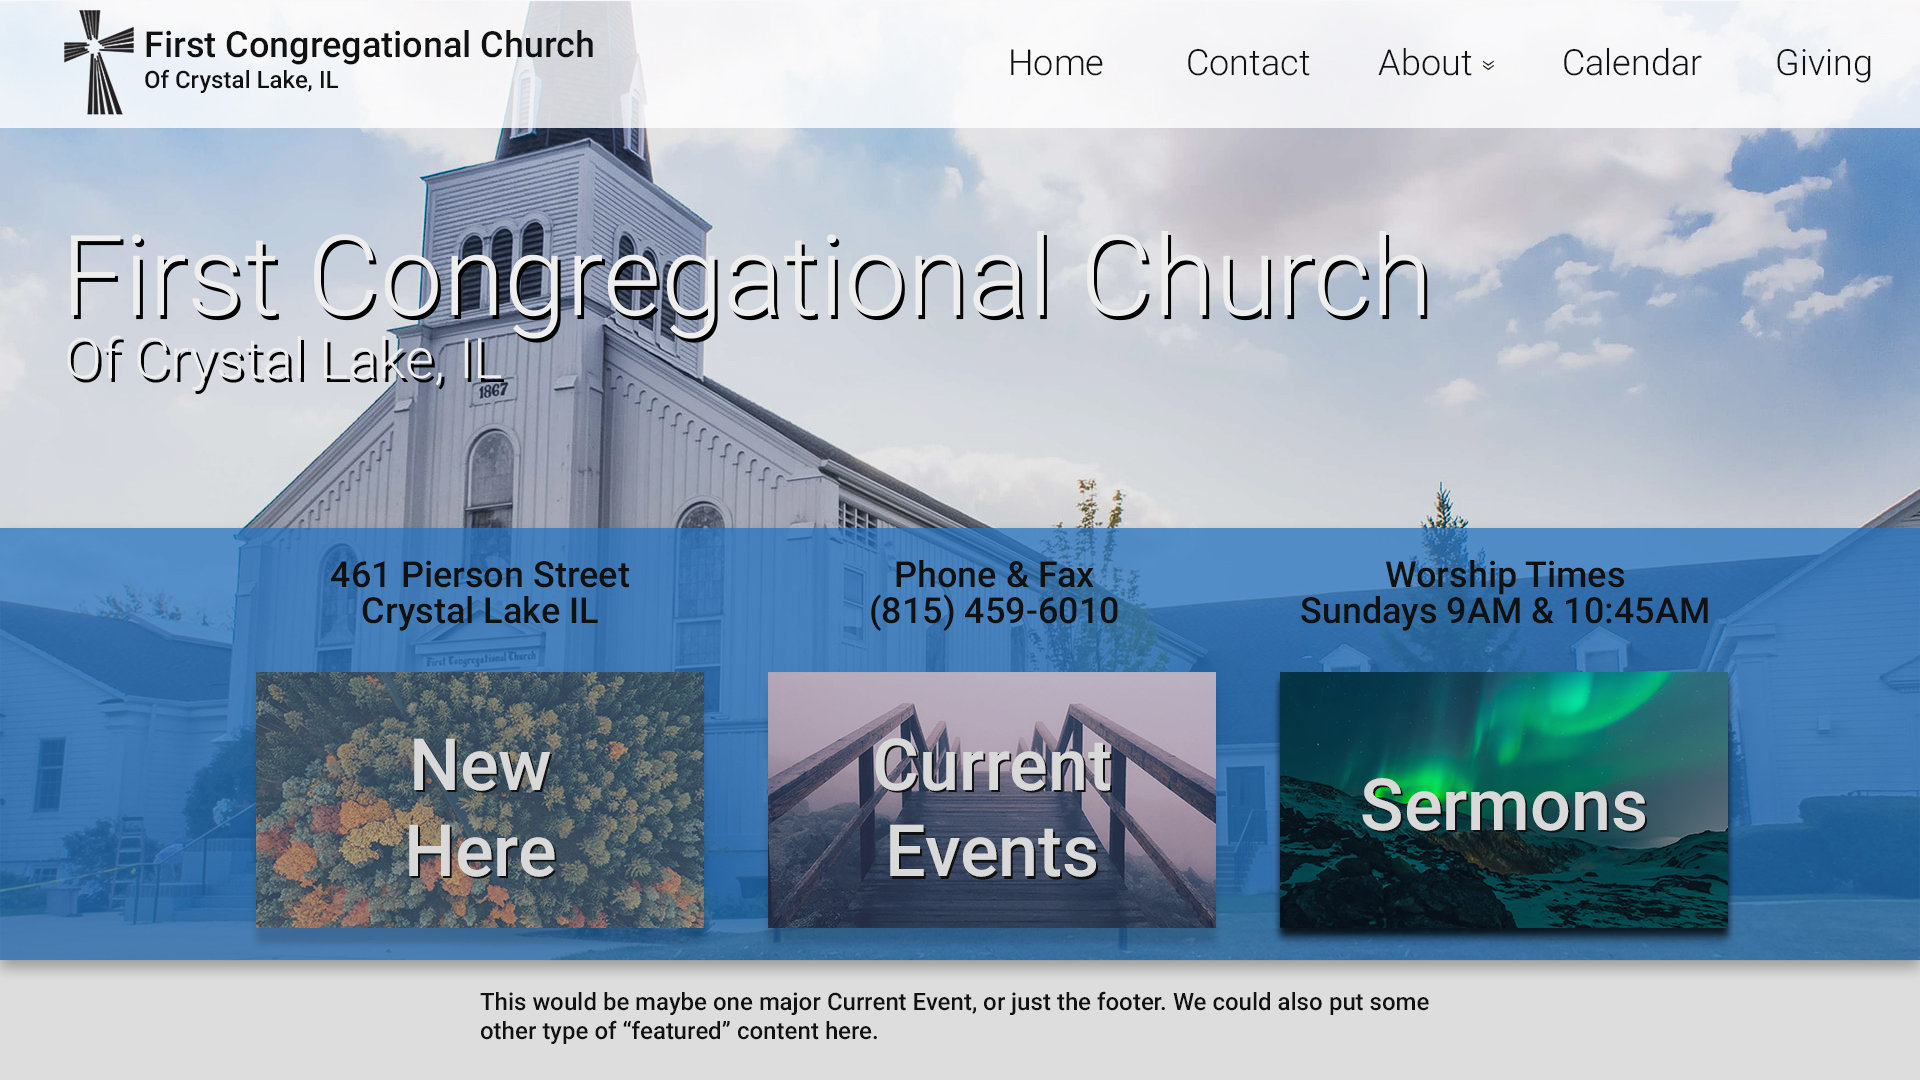 First Congregational Church
Of Crystal Lake, IL
Home Contact About Calendar Giving
First Congregational Church
Of Crystal Lake, IL
1867
461 Pierson Street
Crystal Lake IL
Phone & Fax
(815) 459-6010
Worship Times
Sundays 9AM & 10:45AM
First Congregational Church
New
Here
Current
Events
Sermons
This would be maybe one major Current Event, or just the footer. We could also put some
other type of “featured” content here.